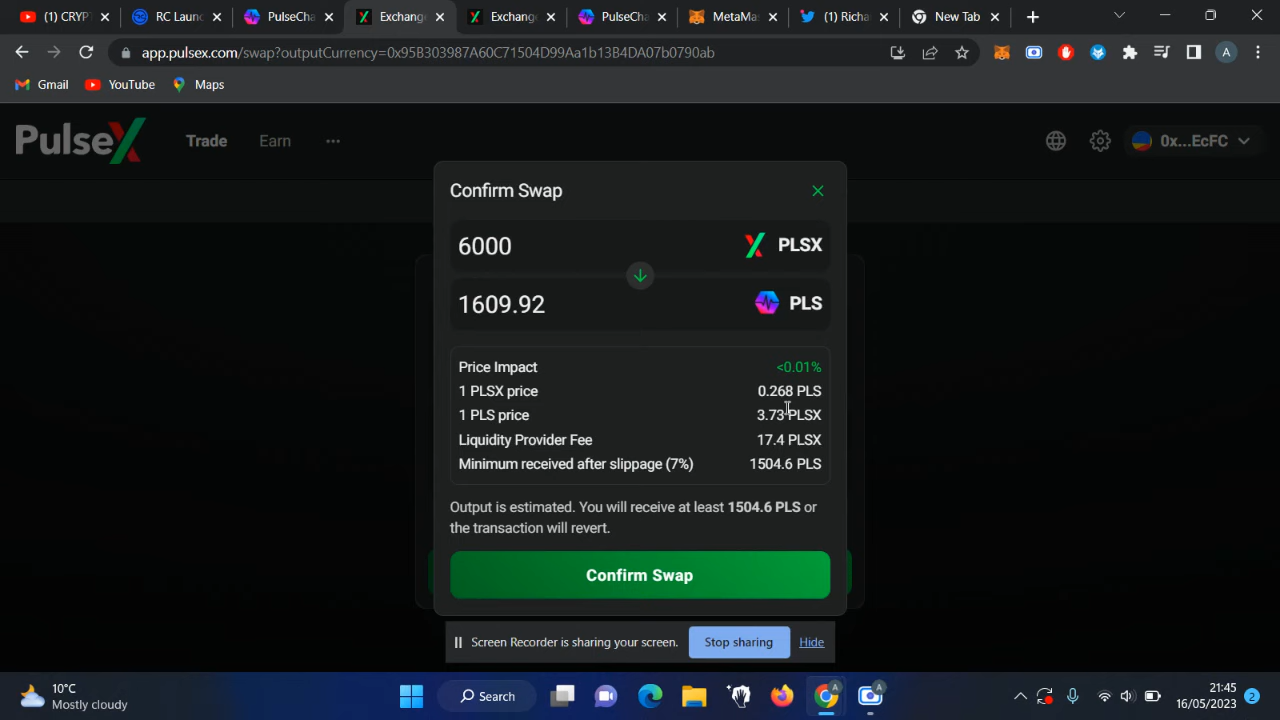 (1) CRYPT
RC Laun
PulseCha
Exchange
Exchang
PulseCha
MetaMas
(1) Richa
New Tab
app.pulsex.com/swap?outputCurrency=0x95B303987A60C71504D99Aa1b13B4DA07b0790ab
A
Gmail
YouTube
Maps
PulseX
Trade
Earn
0x...EcFC
Confirm Swap
6000
PLSX
1609.92
PLS
Price Impact
<0.01%
1 PLSX price
0.268 PLS
1 PLS price
3.73 PLSX
Liquidity Provider Fee
17.4 PLSX
Minimum received after slippage (7%)
1504.6 PLS
Output is estimated. You will receive at least 1504.6 PLS or
the transaction will revert.
Confirm Swap
Screen Recorder is sharing your screen.
Stop sharing
Hide
10°C
Mostly cloudy
Search
A
A
21:45
16/05/2023
2